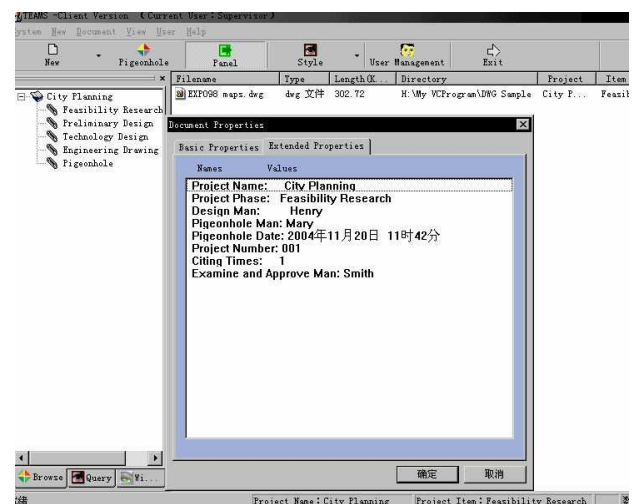 TEAMS -Client Version (Current User：Supervisor)
System New Document View User Help
New Pigeonhole Panel Style User Management Exit
Filename Type Length(K... Directory Project Item
EXP098 maps.dwg dwg 文件 302.72 H:\My VCProgram\DWG Sample City P... Feasib
City Planning
Feasibility Research
Preliminary Design
Technology Design
Engineering Drawing
Pigeonhole
Document Properties
Basic Properties Extended Properties
Names Values
Project Name: City Planning
Project Phase: Feasibility Research
Design Man: Henry
Pigeonhole Man: Mary
Pigeonhole Date: 2004年11月20日 11时42分
Project Number: 001
Citing Times: 1
Examine and Approve Man: Smith
确定 取消
Browse Query Wi...
绪 Project Name：City Planning Project Item：Feasibility Research